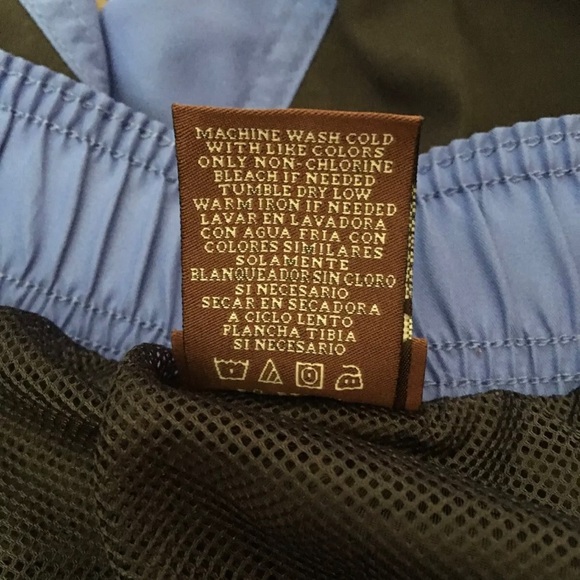 MACHINE WASH COLD
WITH LIKE COLORS
ONLY NON-CHLORINE
BLEACH IF NEEDED
TUMBLE DRY LOW
WARM IRON IF NEEDED
LAVAR EN LAVADORA
CON AGUA FRIA, CON
COLORES SIMILARES
SOLAMENTE
BLANQUEADOR SIN CLORO
SI NECESARIO
SECAR EN SECADORA
A CICLO LENTO
PLANCHA TIBIA
SI NECESARIO